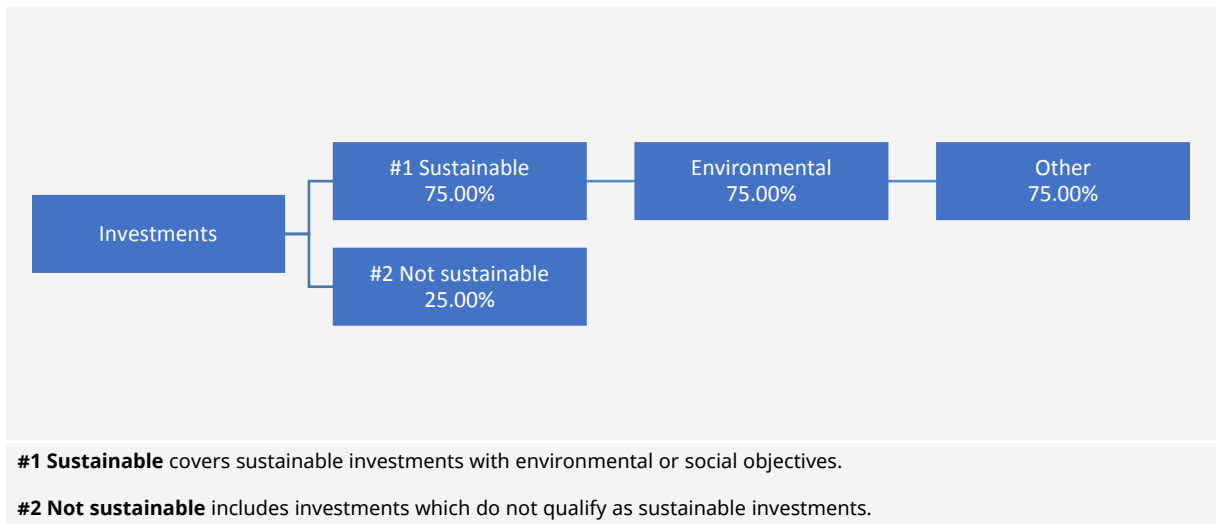 Investments
#1 Sustainable
75.00%
#2 Not sustainable
25.00%
Environmental
75.00%
Other
75.00%
#1 Sustainable covers sustainable investments with environmental or social objectives.
#2 Not sustainable includes investments which do not qualify as sustainable investments.